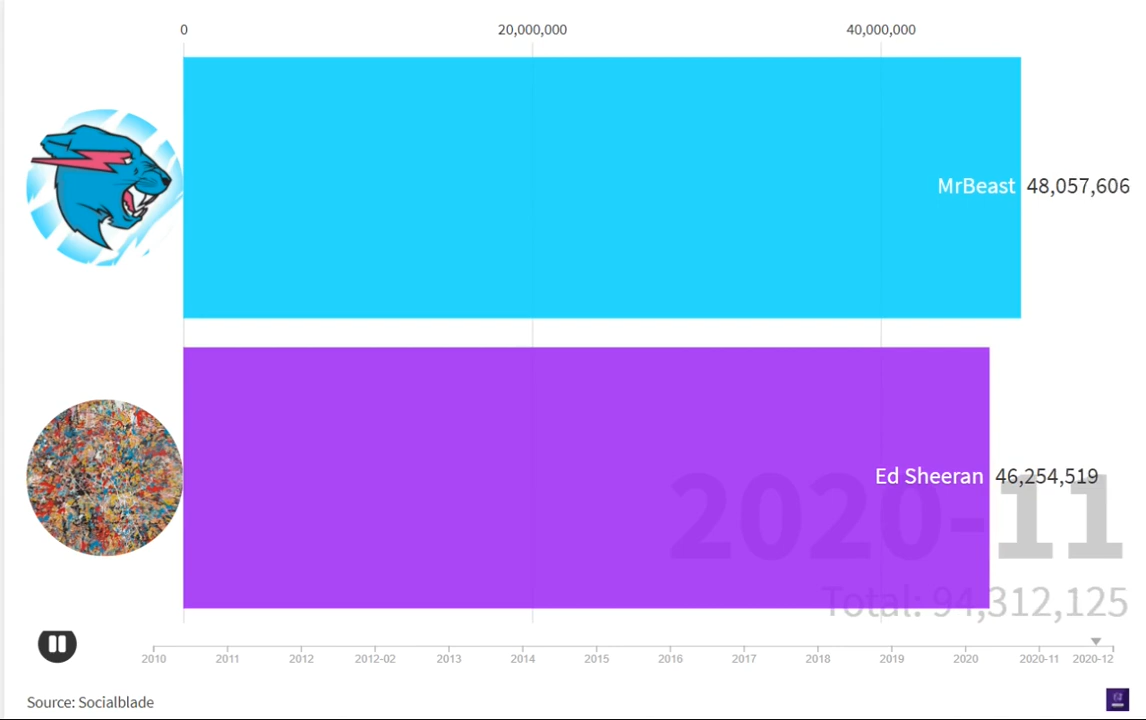 0 20,000,000 40,000,000
MrBeast 48,057,606
Ed Sheeran 46,254,519
2020-11
Total: 94,312,125
2010 2011 2012 2012-02 2013 2014 2015 2016 2017 2018 2019 2020 2020-11 2020-12
Source: Socialblade